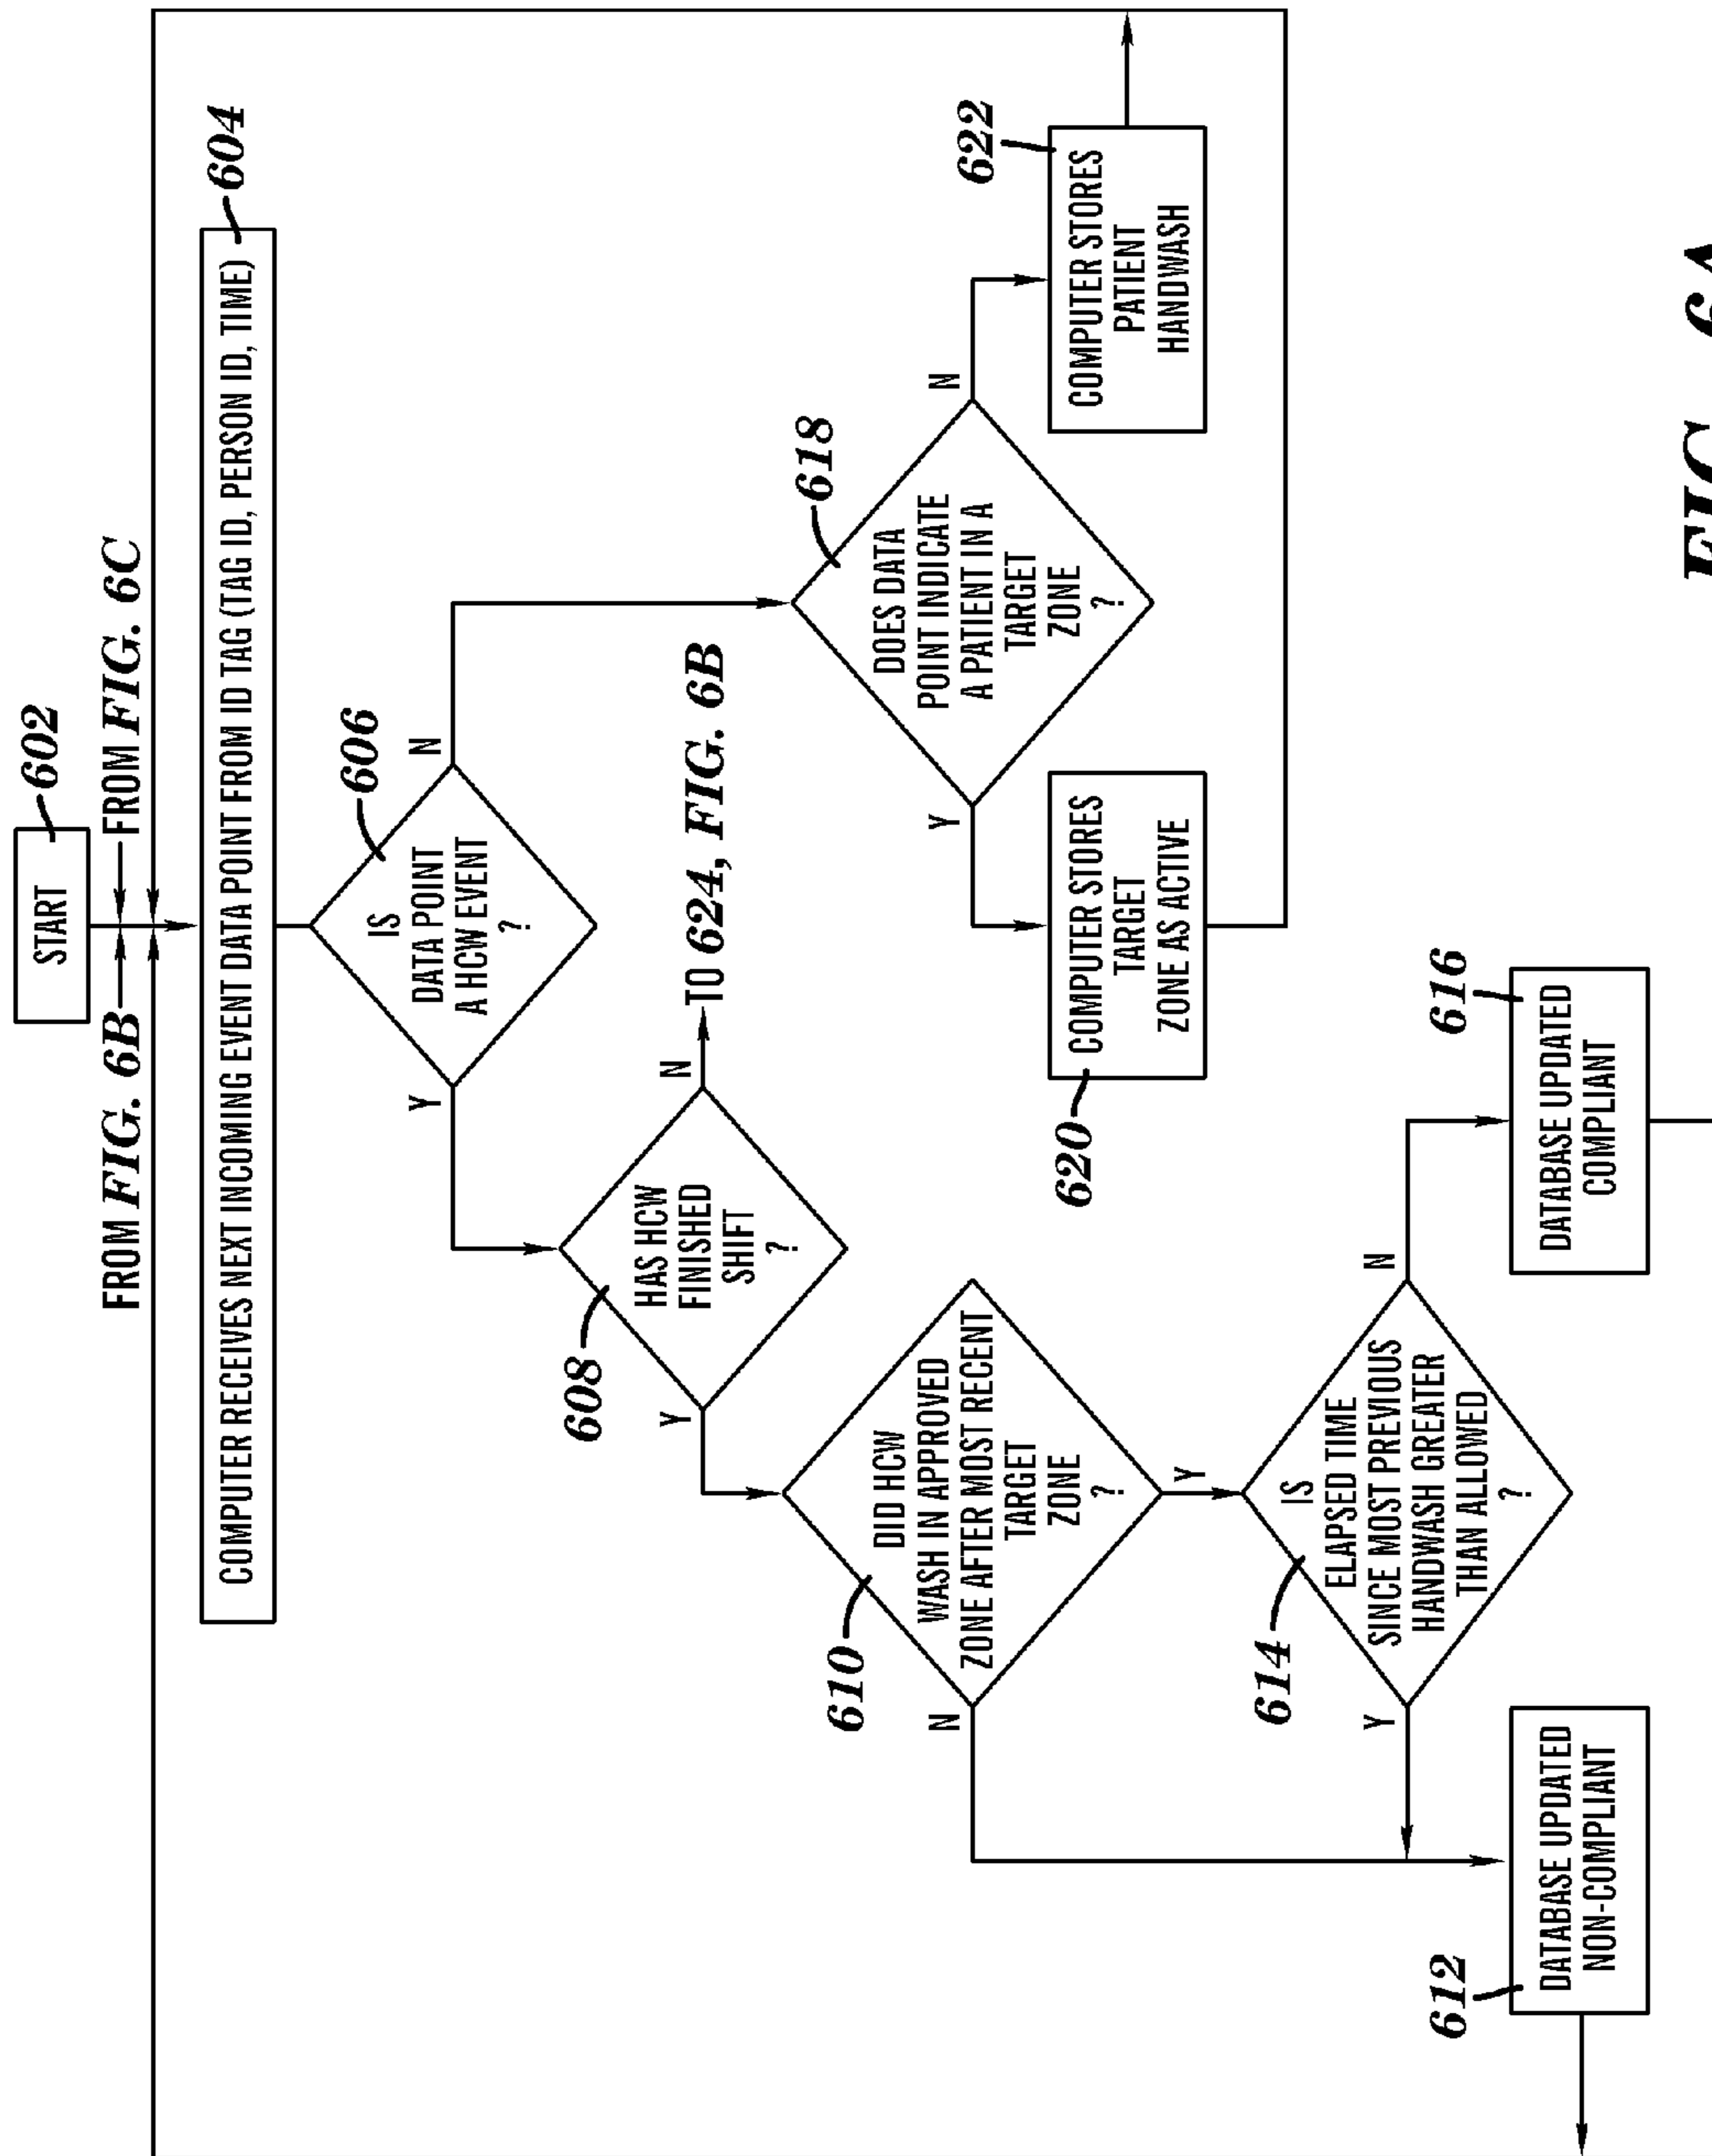 START
602
FROM FIG. 6B
FROM FIG. 6C
COMPUTER RECEIVES NEXT INCOMING EVENT DATA POINT FROM ID TAG (TAG ID, PERSON ID, TIME)
604
IS
DATA POINT
A HCW EVENT
?
606
Y
N
HAS HCW
FINISHED
SHIFT
?
608
Y
N
TO 624, FIG. 6B
DID HCW
WASH IN APPROVED
ZONE AFTER MOST RECENT
TARGET
ZONE
?
610
N
Y
DOES DATA
POINT INDICATE
A PATIENT IN A
TARGET
ZONE
?
618
Y
N
COMPUTER STORES
TARGET
ZONE AS ACTIVE
620
COMPUTER STORES
PATIENT
HANDWASH
622
IS
ELAPSED TIME
SINCE MOST PREVIOUS
HANDWASH GREATER
THAN ALLOWED
?
614
Y
N
DATABASE UPDATED
NON-COMPLIANT
612
DATABASE UPDATED
COMPLIANT
616
FIG. 6A